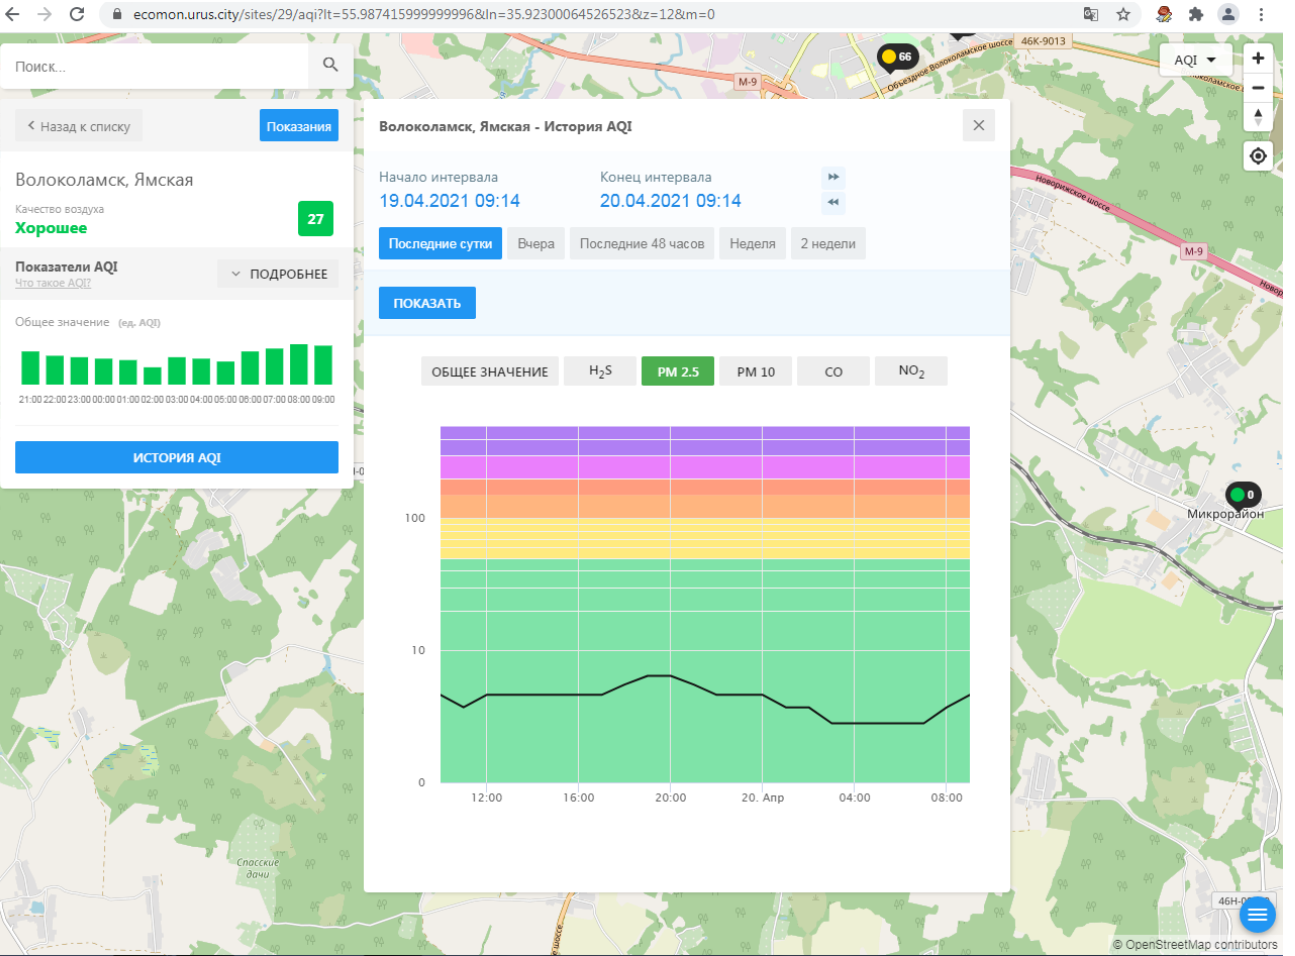 ecomon.urus.city/sites/29/aqi?lt=55.987415999999996&ln=35.92300064526523&z=12&m=0
46К-9013
66
М-9
AQI
Поиск...
Назад к списку
Показания
Волоколамск, Ямская
Качество воздуха
Хорошее
27
Показатели AQI
Что такое AQI?
ПОДРОБНЕЕ
Общее значение (ед. AQI)
21:00 22:00 23:00 00:00 01:00 02:00 03:00 04:00 05:00 06:00 07:00 08:00 09:00
ИСТОРИЯ AQI
Волоколамск, Ямская - История AQI
Начало интервала
19.04.2021 09:14
Конец интервала
20.04.2021 09:14
Последние сутки
Вчера
Последние 48 часов
Неделя
2 недели
ПОКАЗАТЬ
ОБЩЕЕ ЗНАЧЕНИЕ
H2S
PM 2.5
PM 10
CO
NO2
100
10
0
12:00 16:00 20:00 20. Апр 04:00 08:00
Новорижское шоссе
М-9
0
Микрорайон
Спасские
дачи
© OpenStreetMap contributors